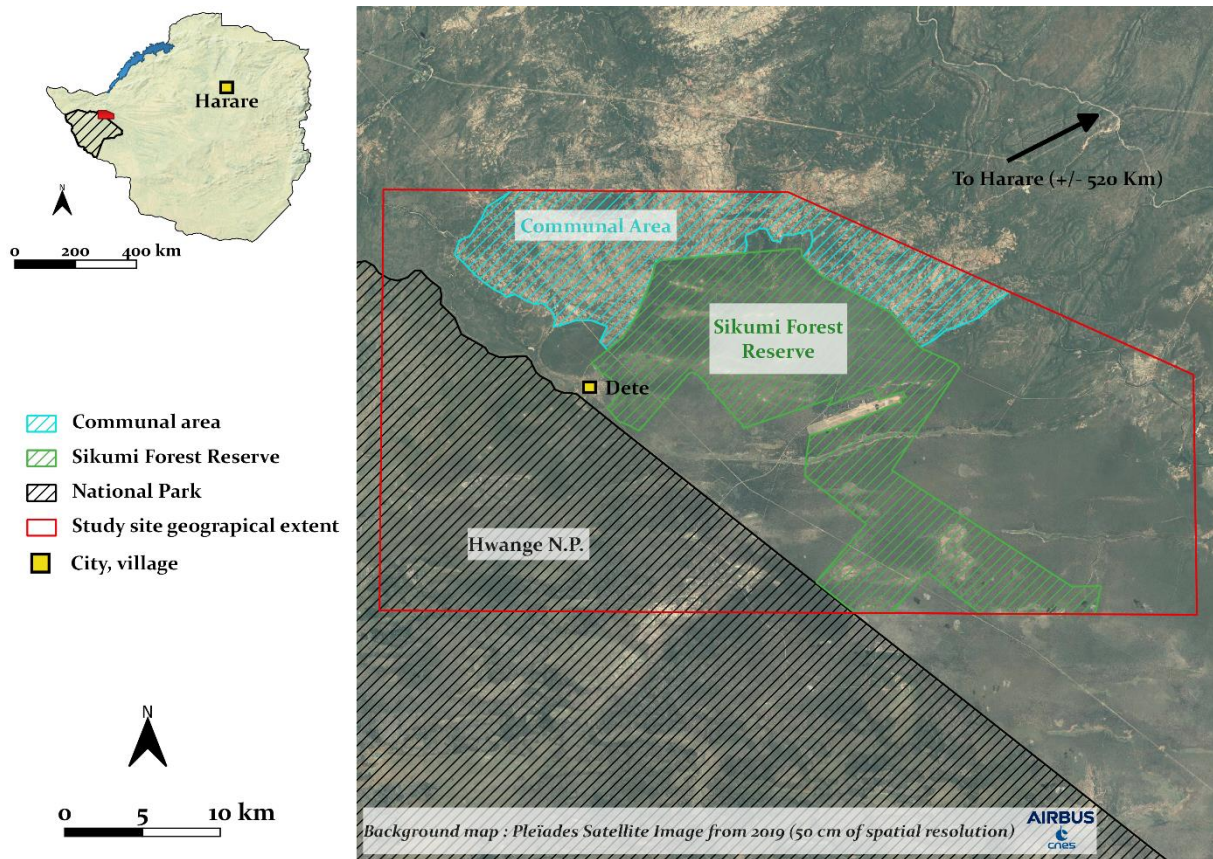 Harare
N
0 200 400 km
Communal area
Sikumi Forest Reserve
National Park
Study site geograpical extent
City, village
N
0 5 10 km
To Harare (+/- 520 Km)
Communal Area
Sikumi Forest
Reserve
Dete
Hwange N.P.
Background map : Pleïades Satellite Image from 2019 (50 cm of spatial resolution)
AIRBUS
cnes